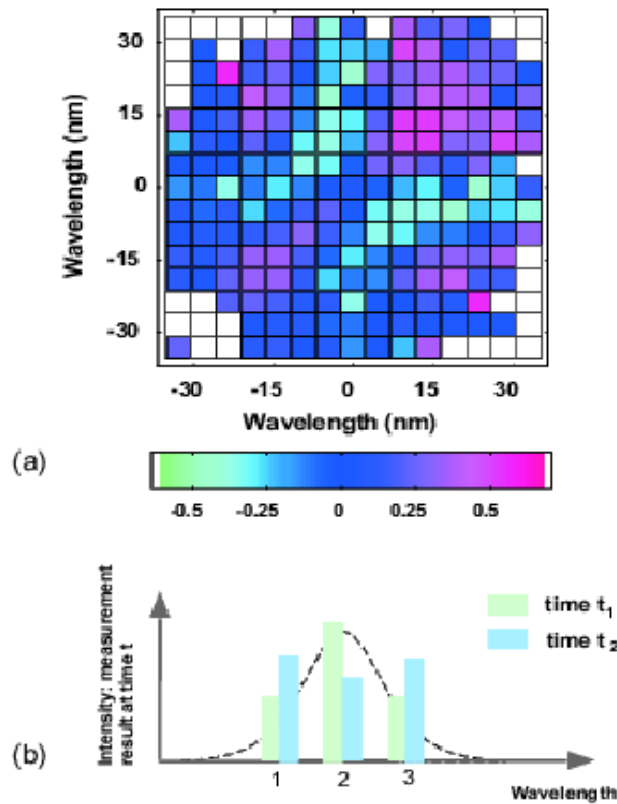 30
15
0
-15
-30
Wavelength (nm)
-30 -15 0 15 30
Wavelength (nm)
(a)
-0.5 -0.25 0 0.25 0.5
Intensity: measurement
result at time t
time t1
time t2
(b)
1 2 3
Wavelength